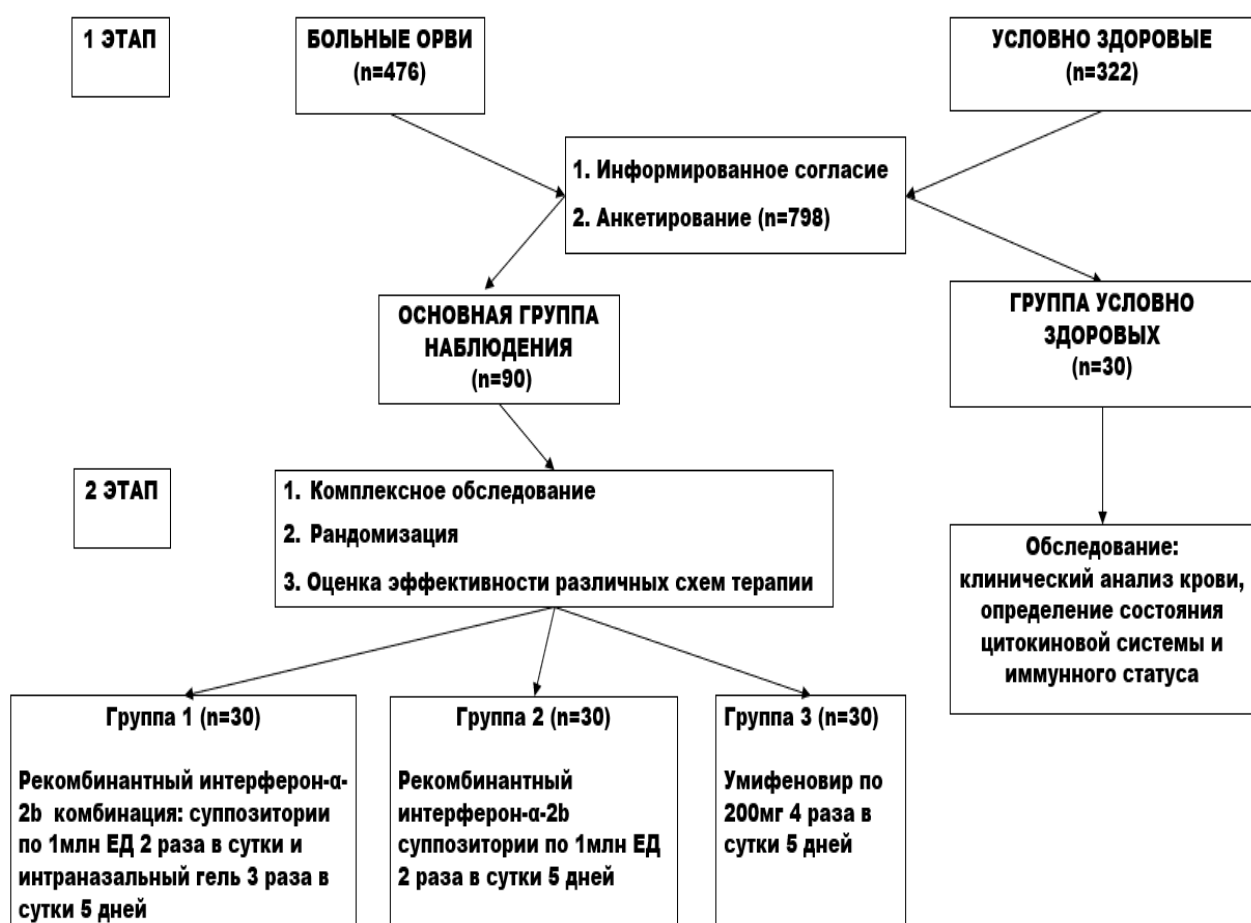 1 ЭТАП
БОЛЬНЫЕ ОРВИ
(n=476)
УСЛОВНО ЗДОРОВЫЕ
(n=322)
1. Информированное согласие
2. Анкетирование (n=798)
ОСНОВНАЯ ГРУППА
НАБЛЮДЕНИЯ
(n=90)
ГРУППА УСЛОВНО
ЗДОРОВЫХ
(n=30)
2 ЭТАП
1. Комплексное обследование
2. Рандомизация
3. Оценка эффективности различных схем терапии
Обследование:
клинический анализ крови,
определение состояния
цитокиновой системы и
иммунного статуса
Группа 1 (n=30)
Рекомбинантный интерферон-α-
2b комбинация: суппозитории
по 1млн ЕД 2 раза в сутки и
интраназальный гель 3 раза в
сутки 5 дней
Группа 2 (n=30)
Рекомбинантный
интерферон-α-2b
суппозитории по 1млн ЕД
2 раза в сутки 5 дней
Группа 3 (n=30)
Умифеновир по
200мг 4 раза в
сутки 5 дней